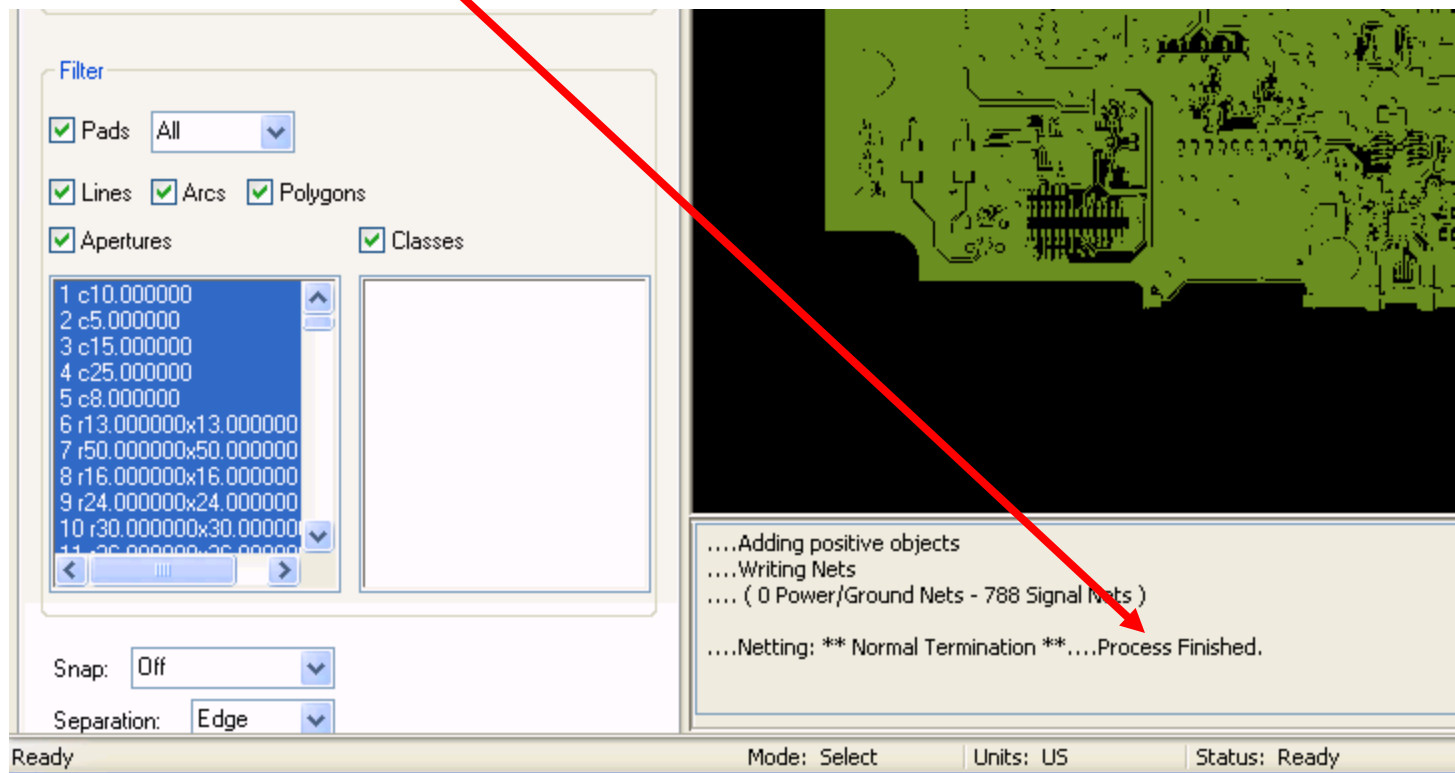 Filter
Pads All
Lines Arcs Polygons
Apertures Classes
1 c10.000000
2 c5.000000
3 c15.000000
4 c25.000000
5 c8.000000
6 r13.000000x13.000000
7 r50.000000x50.000000
8 r16.000000x16.000000
9 r24.000000x24.000000
10 r30.000000x30.000000
Snap: Off
Separation: Edge
....Adding positive objects
....Writing Nets
.... ( 0 Power/Ground Nets - 788 Signal Nets )
....Netting: ** Normal Termination **....Process Finished.
Ready Mode: Select Units: US Status: Ready